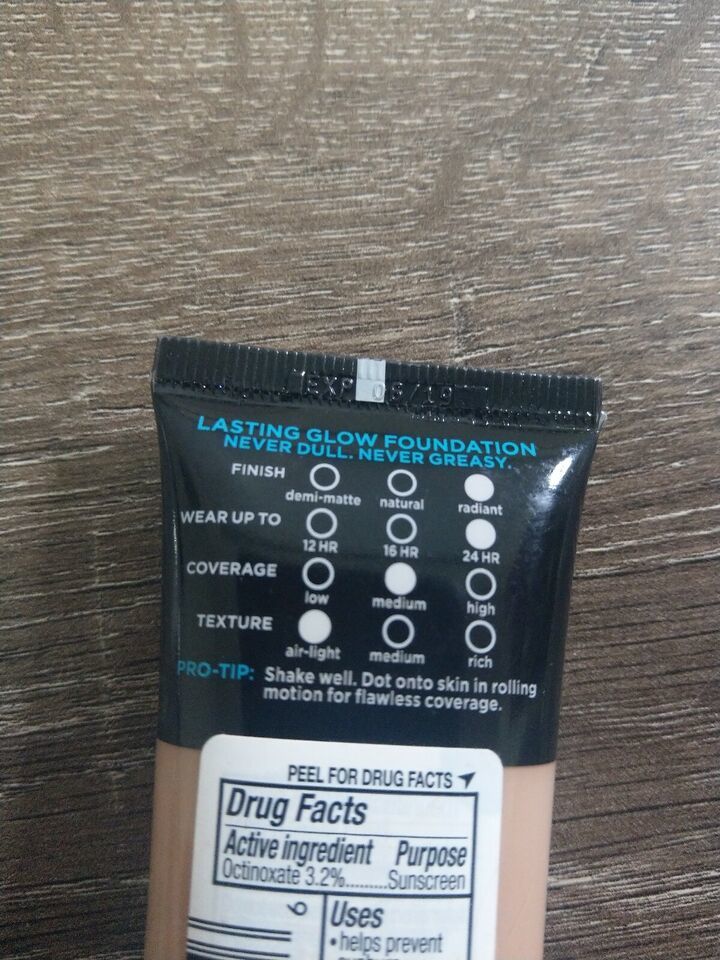 EXP 06/19
LASTING GLOW FOUNDATION
NEVER DULL. NEVER GREASY.
FINISH
demi-matte natural radiant
WEAR UP TO
12 HR 16 HR 24 HR
COVERAGE
low medium high
TEXTURE
air-light medium rich
PRO-TIP: Shake well. Dot onto skin in rolling
motion for flawless coverage.
PEEL FOR DRUG FACTS
Drug Facts
Active ingredient Purpose
Octinoxate 3.2%.........Sunscreen
6
Uses
• helps prevent